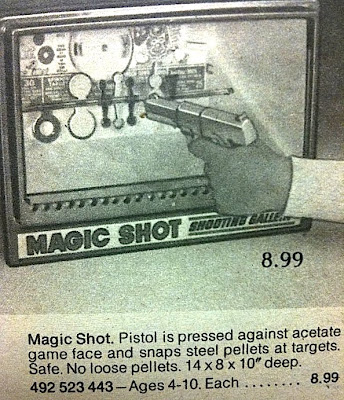 MAGIC SHOT SHOOTING GALLERY
8.99
Magic Shot. Pistol is pressed against acetate
game face and snaps steel pellets at targets.
Safe. No loose pellets. 14 x 8 x 10" deep.
492 523 443 — Ages 4-10. Each ........ 8.99